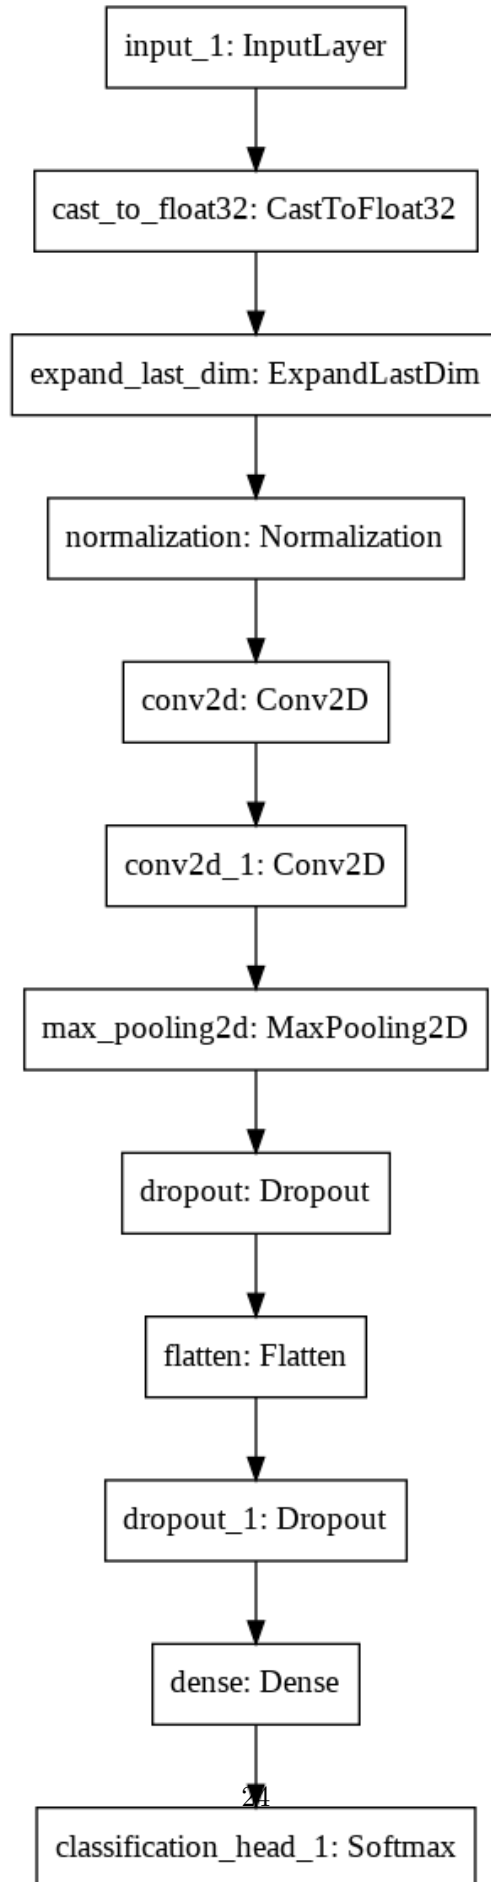 input_1: InputLayer
cast_to_float32: CastToFloat32
expand_last_dim: ExpandLastDim
normalization: Normalization
conv2d: Conv2D
conv2d_1: Conv2D
max_pooling2d: MaxPooling2D
dropout: Dropout
flatten: Flatten
dropout_1: Dropout
dense: Dense
24
classification_head_1: Softmax